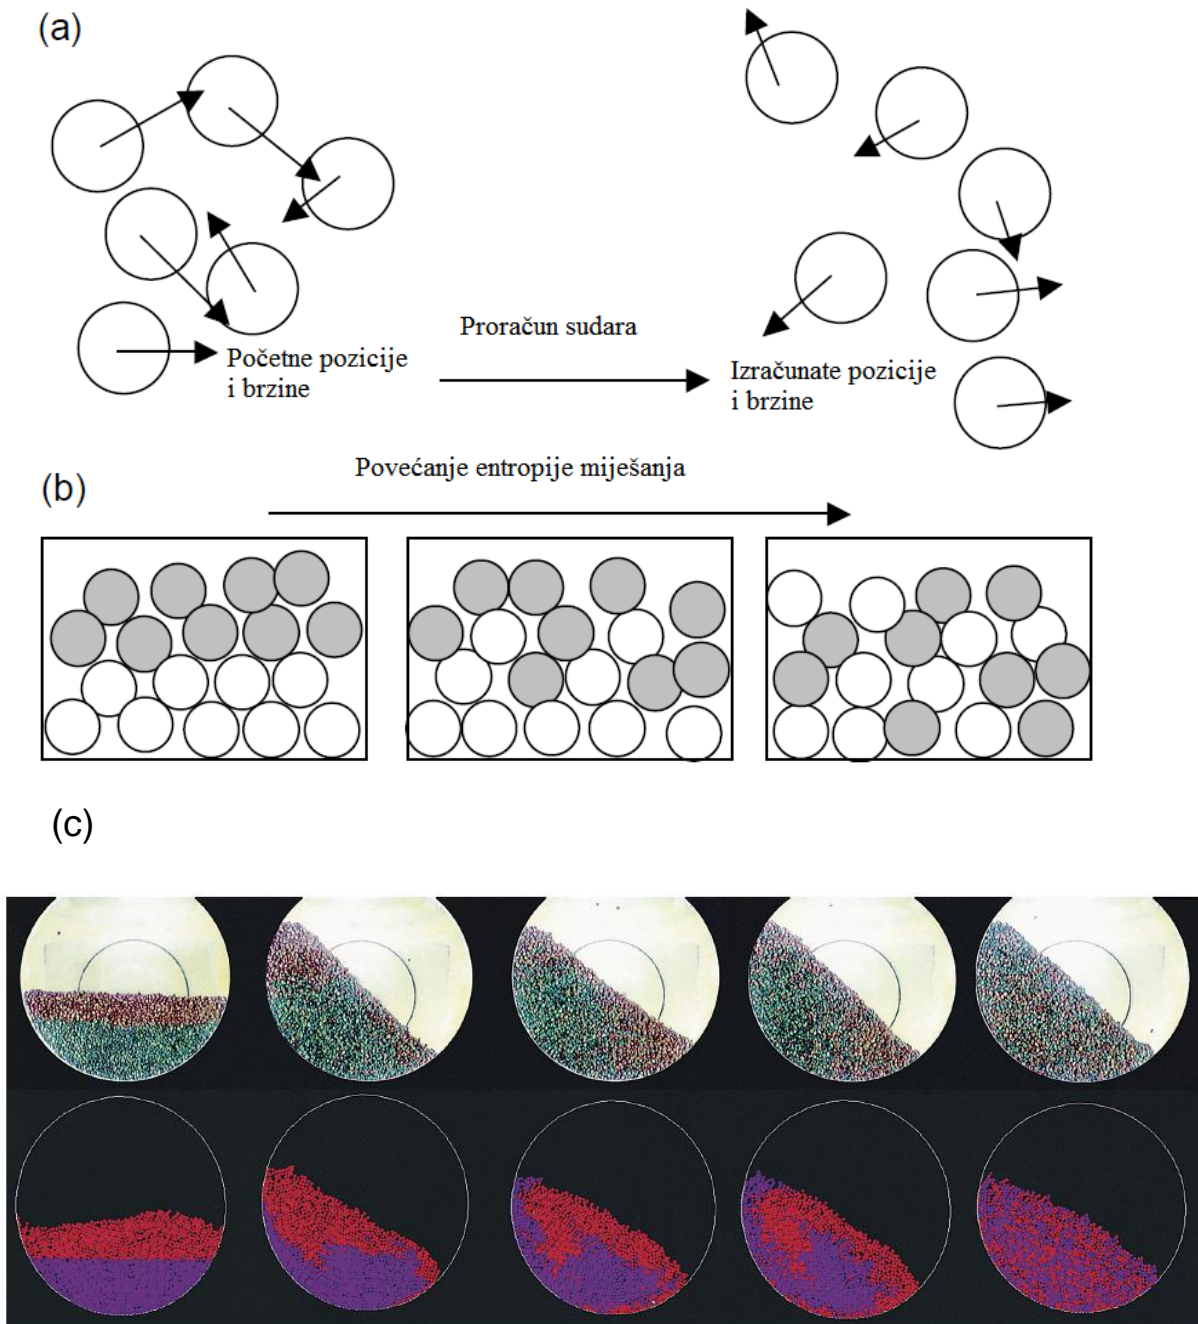 (a)
Proračun sudara
Početne pozicije
i brzine
Izračunate pozicije
i brzine
Povećanje entropije miješanja
(b)
(c)